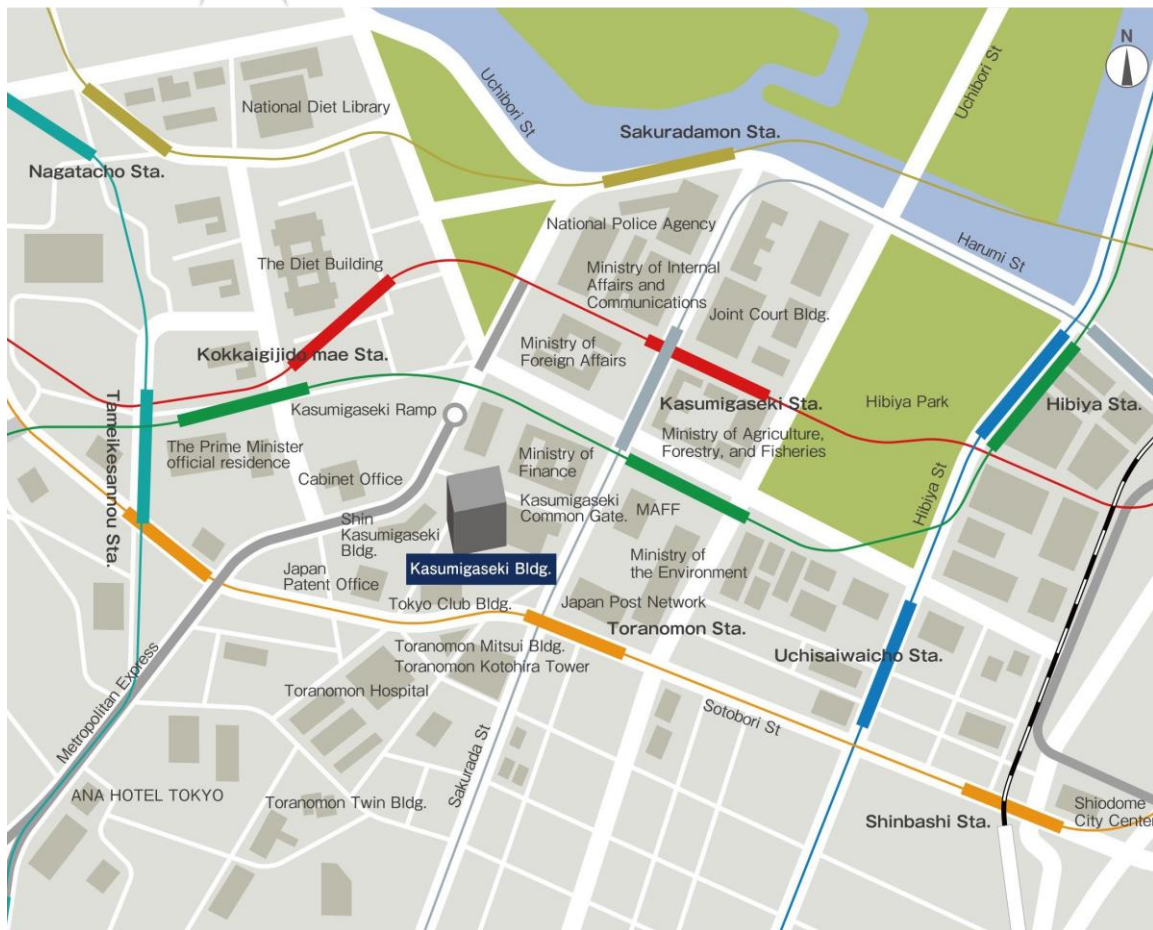 N
Uchibori St
Uchibori St
National Diet Library
Sakuradamon Sta.
Nagatacho Sta.
National Police Agency
Harumi St
The Diet Building
Ministry of Internal
Affairs and
Communications
Joint Court Bldg.
Ministry of
Foreign Affairs
Kokkaigijido mae Sta.
Kasumigaseki Sta.
Hibiya Park
Hibiya Sta.
Kasumigaseki Ramp
Tameikesannou Sta.
The Prime Minister
official residence
Ministry of Agriculture,
Forestry, and Fisheries
Ministry of
Finance
Cabinet Office
Hibiya St
Kasumigaseki
Common Gate.
MAFF
Shin
Kasumigaseki
Bldg.
Ministry of
the Environment
Kasumigaseki Bldg.
Japan
Patent Office
Tokyo Club Bldg.
Japan Post Network
Toranomon Sta.
Toranomon Mitsui Bldg.
Toranomon Kotohira Tower
Uchisaiwaicho Sta.
Toranomon Hospital
Metropolitan Express
Sotobori St
Sakurada St
ANA HOTEL TOKYO
Toranomon Twin Bldg.
Shinbashi Sta.
Shiodome
City Center